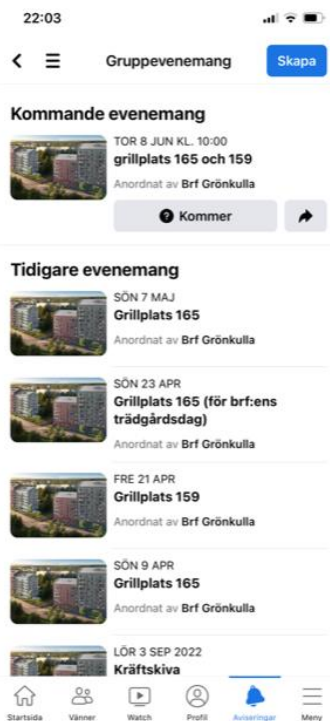 22:03
Gruppevenemang
Skapa
Kommande evenemang
TOR 8 JUN KL. 10:00
grillplats 165 och 159
Anordnat av Brf Grönkulla
Kommer
Tidigare evenemang
SÖN 7 MAJ
Grillplats 165
Anordnat av Brf Grönkulla
SÖN 23 APR
Grillplats 165 (för brf:ens
trädgårdsdag)
Anordnat av Brf Grönkulla
FRE 21 APR
Grillplats 159
Anordnat av Brf Grönkulla
SÖN 9 APR
Grillplats 165
Anordnat av Brf Grönkulla
LÖR 3 SEP 2022
Kräftskiva
Startsida Vänner Watch Profil Aviseringar Meny